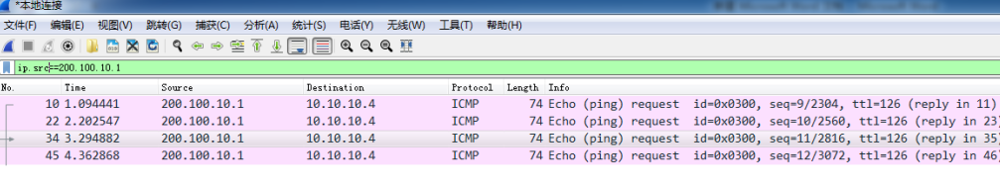 *本地连接
文件(F) 编辑(E) 视图(V) 跳转(G) 捕获(C) 分析(A) 统计(S) 电话(Y) 无线(W) 工具(T) 帮助(H)
ip.src==200.100.10.1
No. Time Source Destination Protocol Length Info
10 1.094441 200.100.10.1 10.10.10.4 ICMP 74 Echo (ping) request id=0x0300, seq=9/2304, ttl=126 (reply in 11)
22 2.202547 200.100.10.1 10.10.10.4 ICMP 74 Echo (ping) request id=0x0300, seq=10/2560, ttl=126 (reply in 23)
34 3.294882 200.100.10.1 10.10.10.4 ICMP 74 Echo (ping) request id=0x0300, seq=11/2816, ttl=126 (reply in 35)
45 4.362868 200.100.10.1 10.10.10.4 ICMP 74 Echo (ping) request id=0x0300, seq=12/3072, ttl=126 (reply in 46)